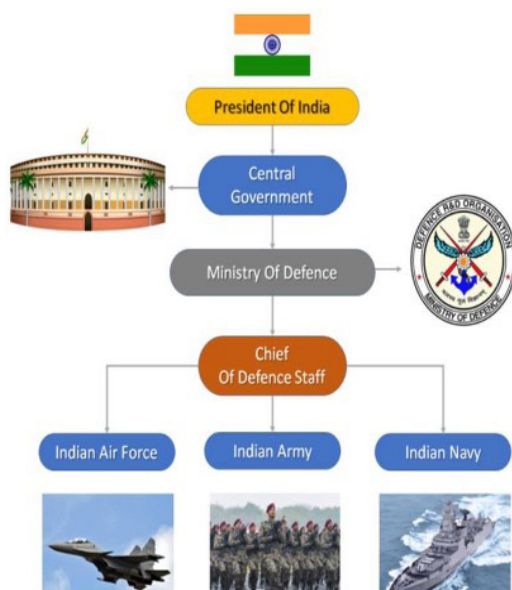 President Of India
Central
Government
DEFENCE R&D ORGANISATION
MINISTRY OF DEFENCE
Ministry Of Defence
Chief
Of Defence Staff
Indian Air Force
Indian Army
Indian Navy